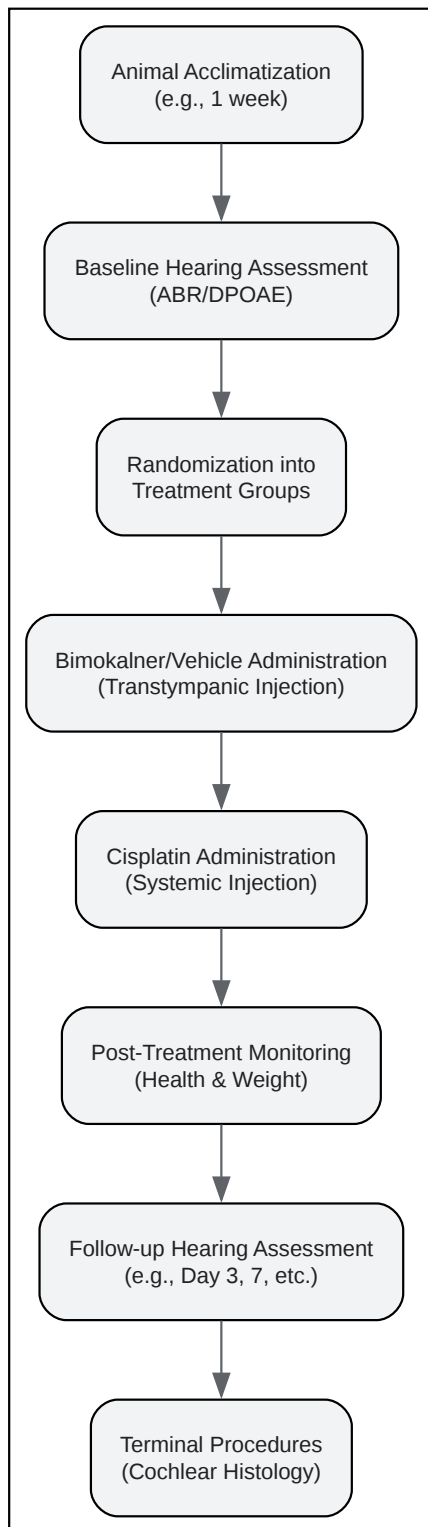 Animal Acclimatization
(e.g., 1 week)
Baseline Hearing Assessment
(ABR/DPOAE)
Randomization into
Treatment Groups
Bimokalner/Vehicle Administration
(Transtympanic Injection)
Cisplatin Administration
(Systemic Injection)
Post-Treatment Monitoring
(Health & Weight)
Follow-up Hearing Assessment
(e.g., Day 3, 7, etc.)
Terminal Procedures
(Cochlear Histology)